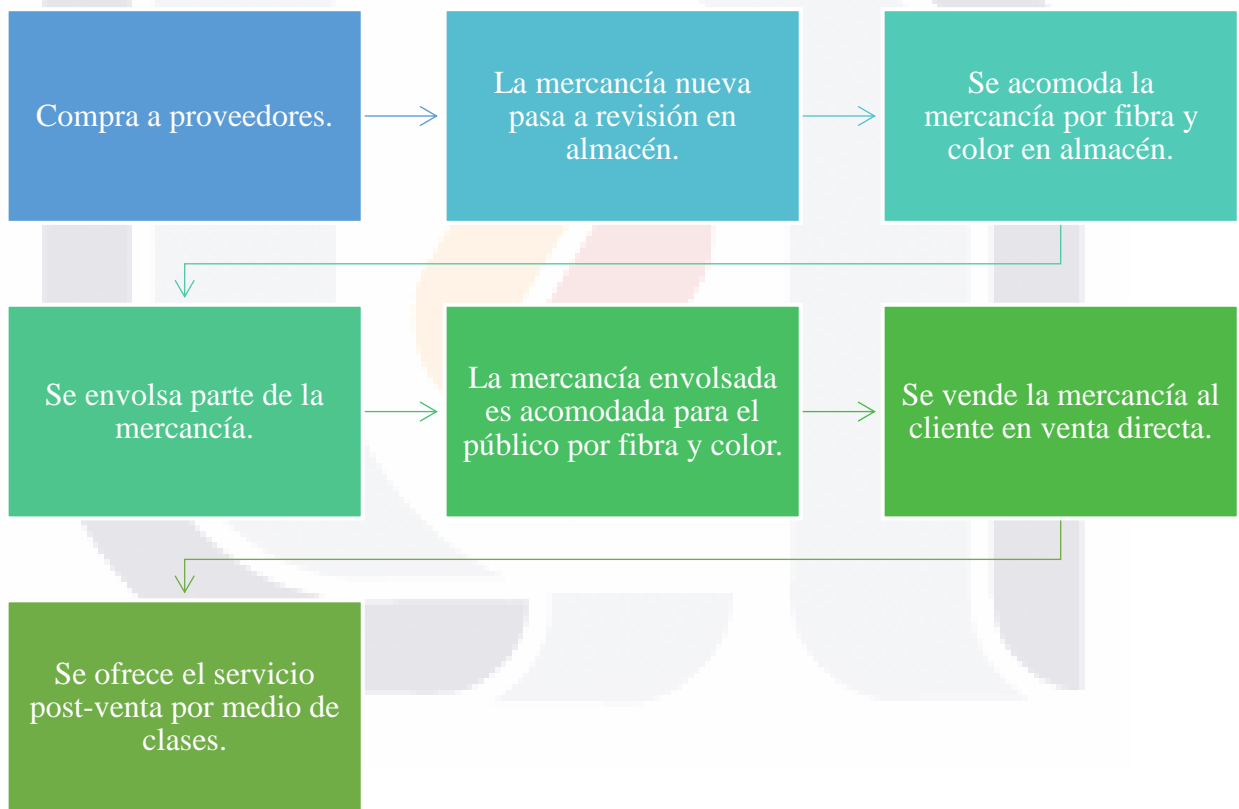 Compra a proveedores.
La mercancía nueva
pasa a revisión en
almacén.
Se acomoda la
mercancía por fibra y
color en almacén.
Se envolsa parte de la
mercancía.
La mercancía envolsada
es acomodada para el
público por fibra y color.
Se vende la mercancía al
cliente en venta directa.
Se ofrece el servicio
post-venta por medio de
clases.